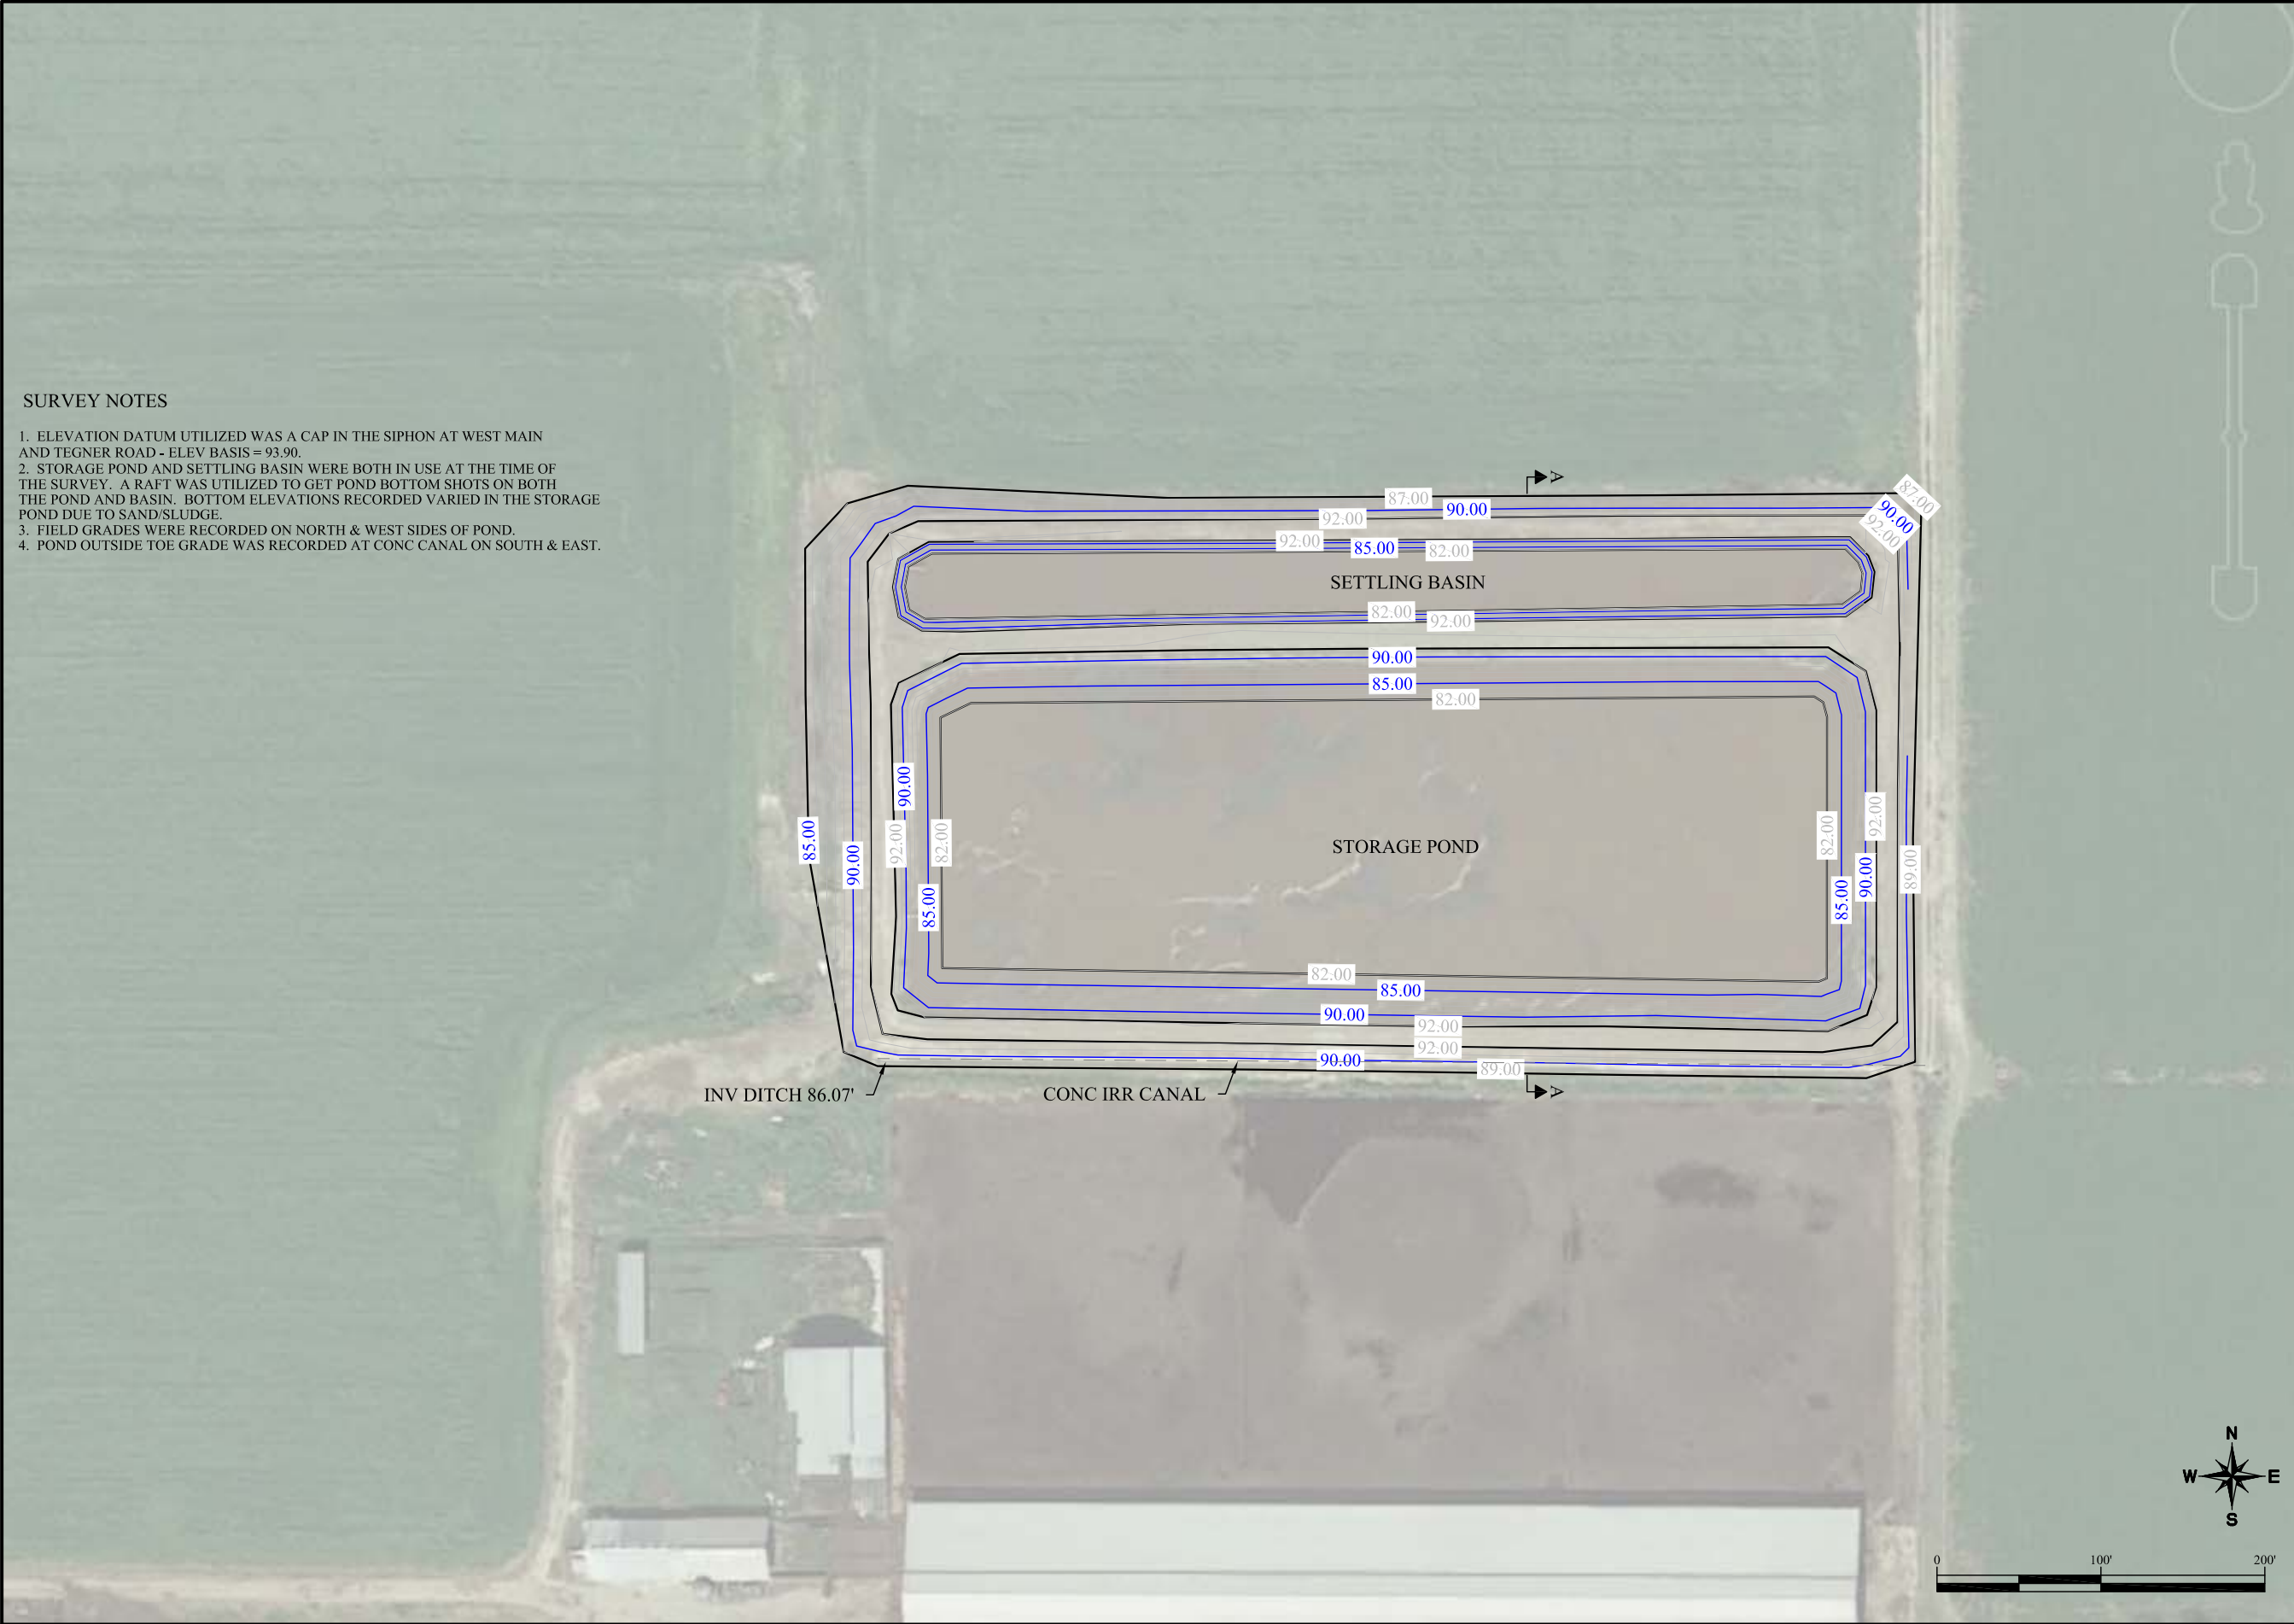 SURVEY NOTES
1. ELEVATION DATUM UTILIZED WAS A CAP IN THE SIPHON AT WEST MAIN
AND TEGNER ROAD - ELEV BASIS = 93.90.
2. STORAGE POND AND SETTLING BASIN WERE BOTH IN USE AT THE TIME OF
THE SURVEY. A RAFT WAS UTILIZED TO GET POND BOTTOM SHOTS ON BOTH
THE POND AND BASIN. BOTTOM ELEVATIONS RECORDED VARIED IN THE STORAGE
POND DUE TO SAND/SLUDGE.
3. FIELD GRADES WERE RECORDED ON NORTH & WEST SIDES OF POND.
4. POND OUTSIDE TOE GRADE WAS RECORDED AT CONC CANAL ON SOUTH & EAST.
A
87.00
87.00
90.00
90.00
92.00
92.00
92.00
85.00
82.00
SETTLING BASIN
82.00
92.00
90.00
85.00
82.00
90.00
92.00
82.00
85.00
90.00
85.00
STORAGE POND
82.00
92.00
85.00
90.00
89.00
82.00
85.00
90.00
92.00
92.00
90.00
89.00
INV DITCH 86.07'
CONC IRR CANAL
A
N
W E
S
0 100' 200'